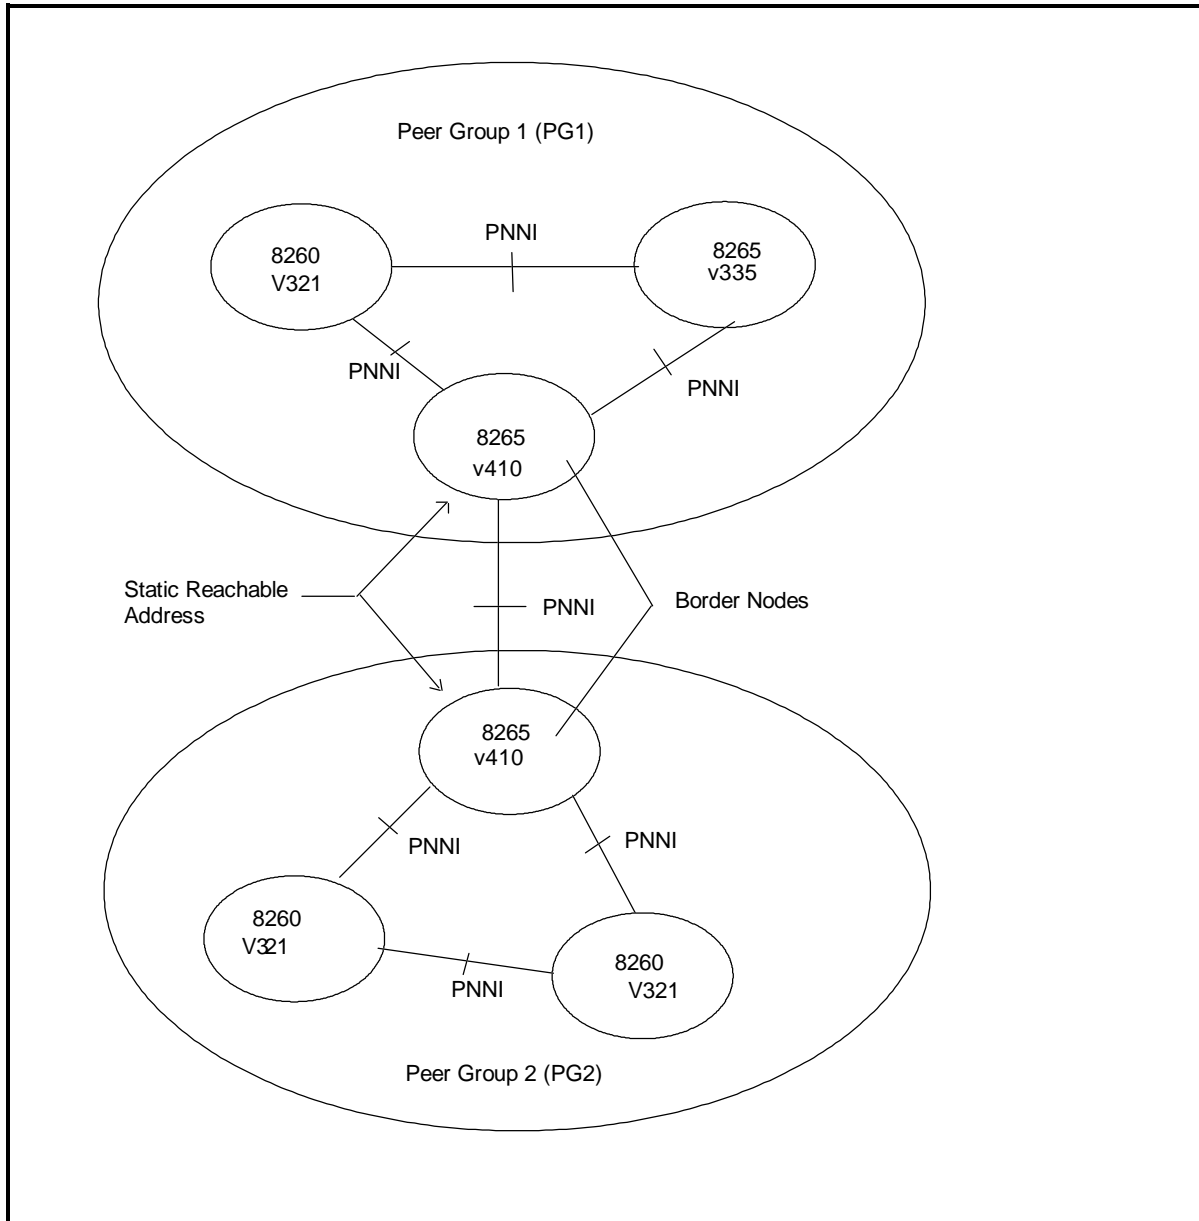 Peer Group 1 (PG1)
PNNI
8260
V321
8265
v335
PNNI
PNNI
8265
v410
Static Reachable
Address
PNNI
Border Nodes
8265
v410
PNNI
PNNI
8260
V321
8260
V321
PNNI
Peer Group 2 (PG2)